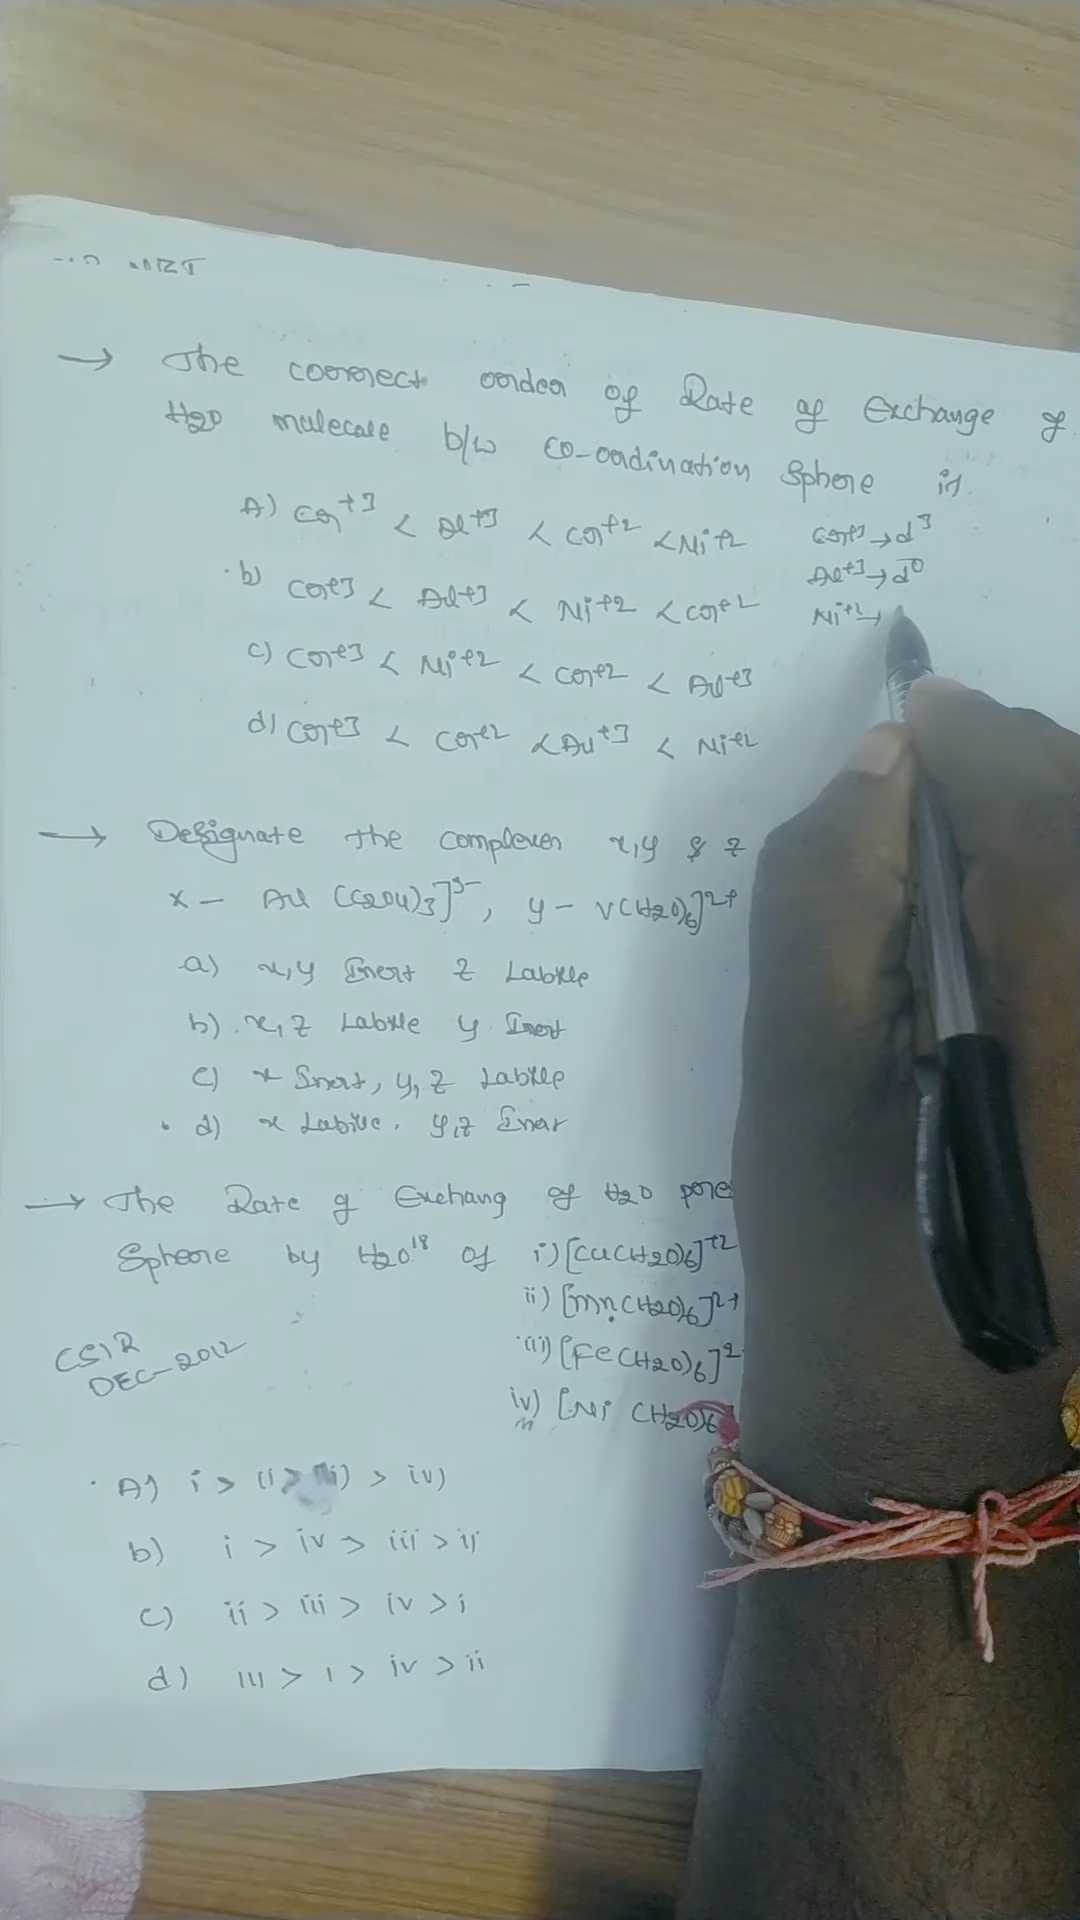 → The correct order of Rate of Exchange of
H2O malecale b/w co-ordination Sphere is
A) Cr+3 < Al+3 < Cr+2 < Ni+2
Cr+3 → d3
b) Cr+3 < Al+3 < Ni+2 < Cr+2
Al+3 → d0
Ni+2 →
c) Cr+3 < Ni+2 < Cr+2 < Al+3
d) Cr+3 < Cr+2 < Al+3 < Ni+2
→ Designate the complexes x,y & z
x - Al (C2O4)3]3-, y - V(H2O)6]2+
a) x,y Inert z Labile
b) x,z Labile y Inert
c) x Inert, y,z Labile
d) x Labile. y,z Inert
→ The Rate of Exchang of H2O
Sphere by H2O18 of i) [Cu(H2O)6]+2
ii) [Mn(H2O)6]2+
iii) [Fe(H2O)6]2
iv) [Ni (H2O)6
CSIR
DEC-2012
A) i > ii > iii > iv)
b) i > iv > iii > ii
c) ii > iii > iv > i
d) iii > i > iv > ii